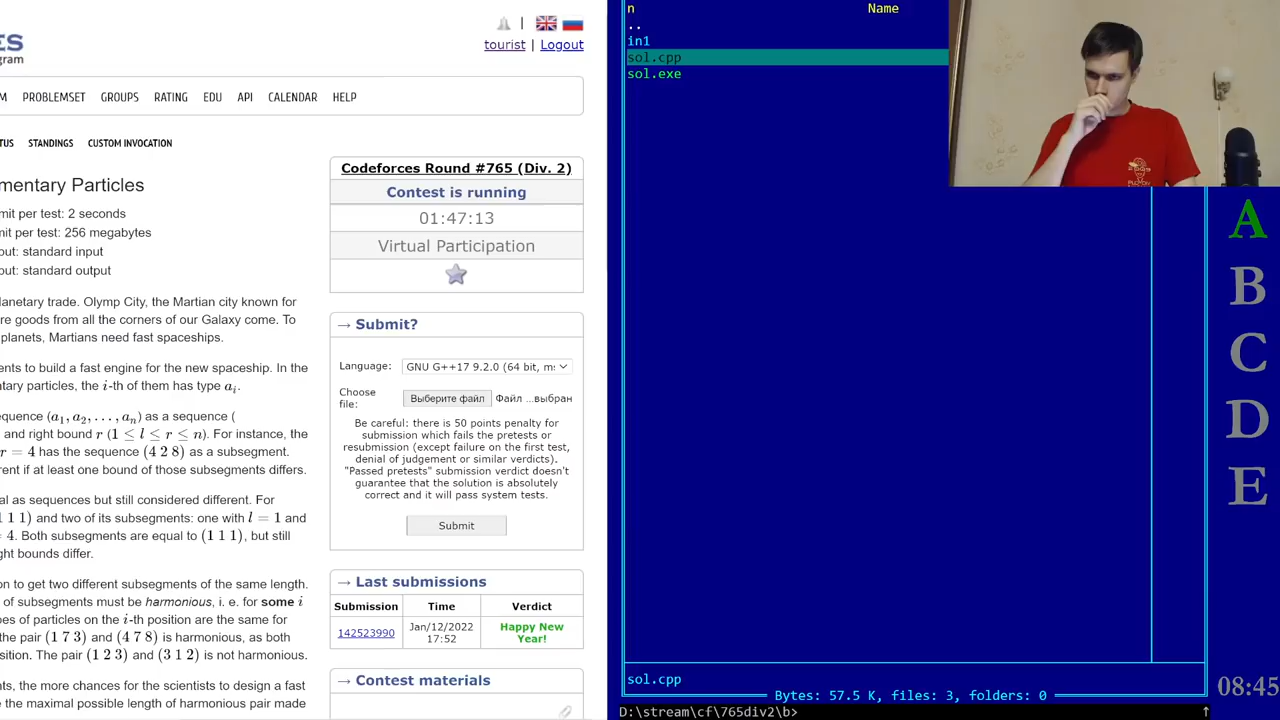 ES
gram
tourist | Logout
M PROBLEMSET GROUPS RATING EDU API CALENDAR HELP
TUS STANDINGS CUSTOM INVOCATION
mentary Particles
mit per test: 2 seconds
mit per test: 256 megabytes
out: standard input
out: standard output
lanetary trade. Olymp City, the Martian city known for
re goods from all the corners of our Galaxy come. To
planets, Martians need fast spaceships.
ents to build a fast engine for the new spaceship. In the
ntary particles, the i-th of them has type a_i.
equence (a_1, a_2, . . . , a_n) as a sequence (
and right bound r (1 ≤ l ≤ r ≤ n). For instance, the
r = 4 has the sequence (4 2 8) as a subsegment.
rent if at least one bound of those subsegments differs.
al as sequences but still considered different. For
1 1 1) and two of its subsegments: one with l = 1 and
= 4. Both subsegments are equal to (1 1 1), but still
ght bounds differ.
on to get two different subsegments of the same length.
of subsegments must be harmonious, i. e. for some i
pes of particles on the i-th position are the same for
the pair (1 7 3) and (4 7 8) is harmonious, as both
sition. The pair (1 2 3) and (3 1 2) is not harmonious.
nts, the more chances for the scientists to design a fast
e the maximal possible length of harmonious pair made
Codeforces Round #765 (Div. 2)
Contest is running
01:47:13
Virtual Participation
→ Submit?
Language: GNU G++17 9.2.0 (64 bit, ms
Choose
file: Выберите файл Файл ...выбран
Be careful: there is 50 points penalty for
submission which fails the pretests or
resubmission (except failure on the first test,
denial of judgement or similar verdicts).
"Passed pretests" submission verdict doesn't
guarantee that the solution is absolutely
correct and it will pass system tests.
Submit
→ Last submissions
Submission Time Verdict
142523990 Jan/12/2022 17:52 Happy New Year!
→ Contest materials
n Name
..
in1
sol.cpp
sol.exe
sol.cpp
Bytes: 57.5 K, files: 3, folders: 0
D:\stream\cf\765div2\b> ↑
A
B
C
D
E
08:45